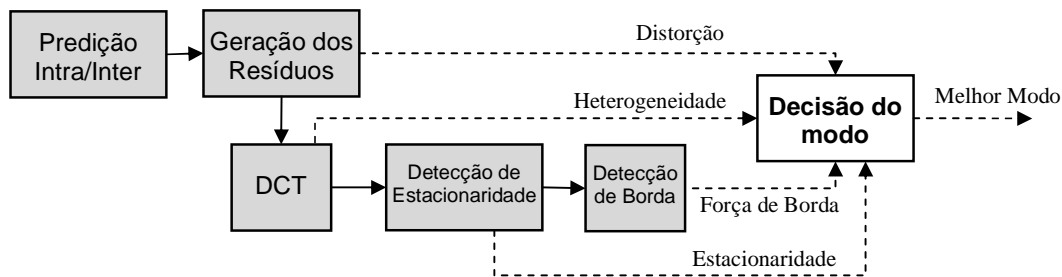 Predição
Intra/Inter
Geração dos
Resíduos
Distorção
Heterogeneidade
Decisão do
modo
Melhor Modo
DCT
Detecção de
Estacionaridade
Detecção
de Borda
Força de Borda
Estacionaridade